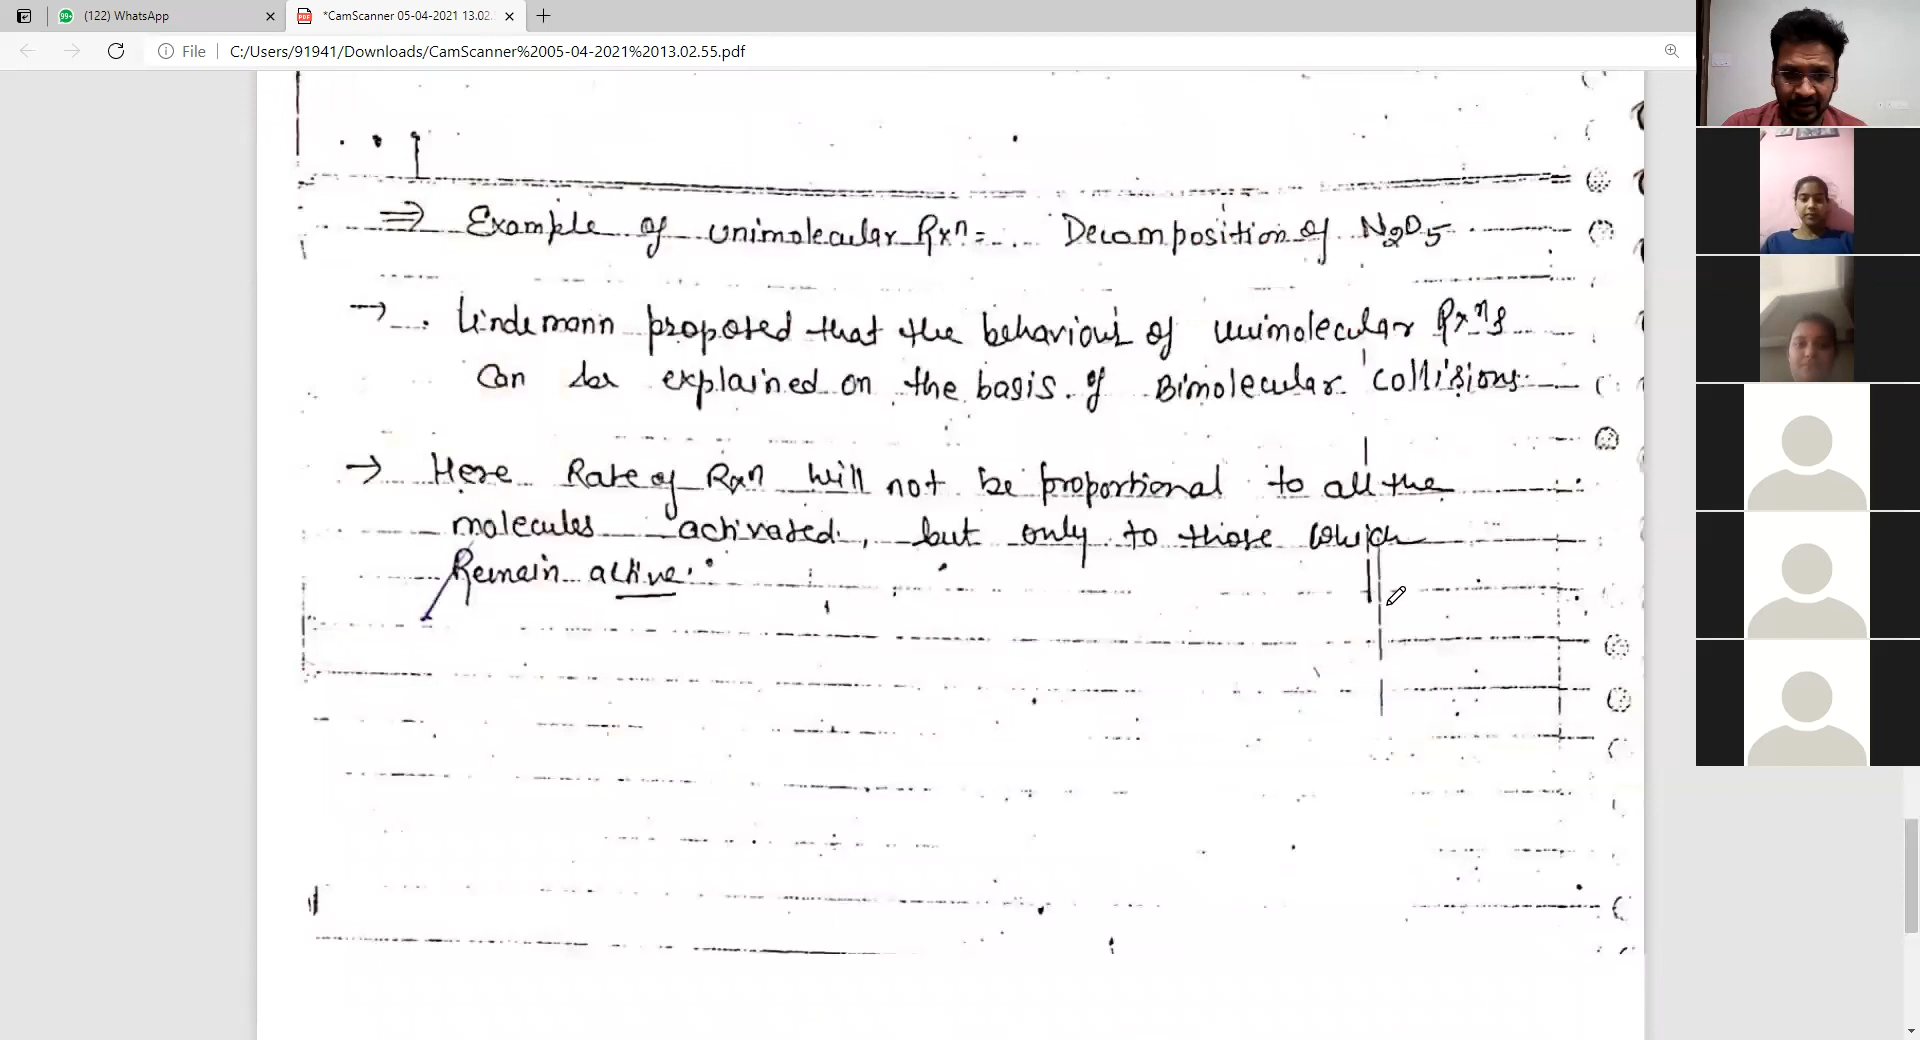 (122) WhatsApp
*CamScanner 05-04-2021 13.02.
File
C:/Users/91941/Downloads/CamScanner%2005-04-2021%2013.02.55.pdf
⇒ Example of unimolecular Rxⁿ = Decomposition of N2O5
→ Lindemann proposed that the behaviour of unimolecular Rxⁿs
Can be explained on the basis of Bimolecular collisions
→ Here Rate of Rxn will not be proportional to all the
molecules activated, but only to those which
Remain active.